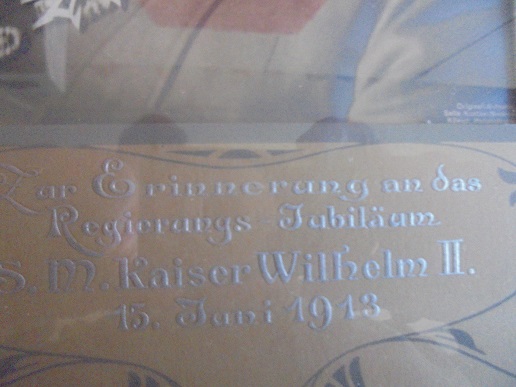 Zur Erinnerung an das
Regierungs-Jubiläum
S. M. Kaiser Wilhelm II.
15. Juni 1913